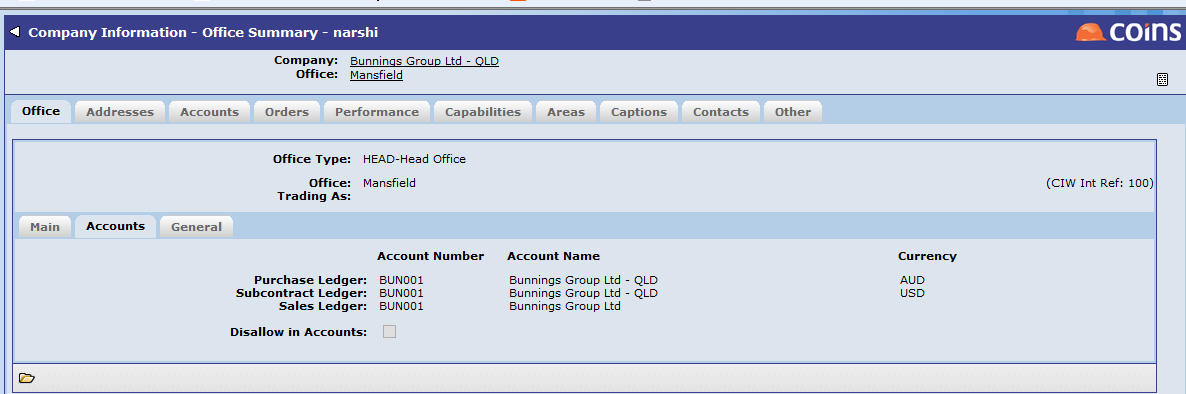 Company Information - Office Summary - narshi
coins
Company: Bunnings Group Ltd - QLD
Office: Mansfield
Office Addresses Accounts Orders Performance Capabilities Areas Captions Contacts Other
Office Type: HEAD-Head Office
Office: Mansfield (CIW Int Ref: 100)
Trading As:
Main Accounts General
Account Number Account Name Currency
Purchase Ledger: BUN001 Bunnings Group Ltd - QLD AUD
Subcontract Ledger: BUN001 Bunnings Group Ltd - QLD USD
Sales Ledger: BUN001 Bunnings Group Ltd
Disallow in Accounts: